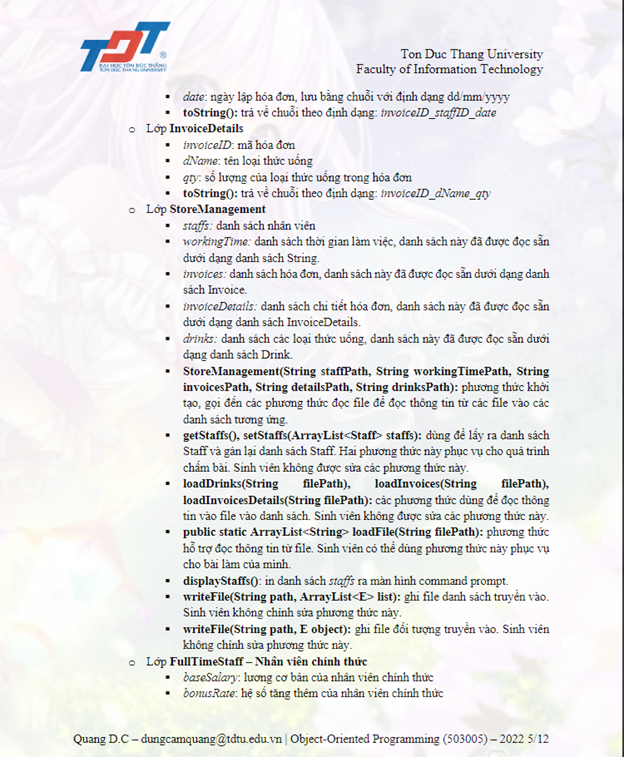 TDT
ĐẠI HỌC TÔN ĐỨC THẮNG
TON DUC THANG UNIVERSITY
Ton Duc Thang University
Faculty of Information Technology
▪ date: ngày lập hóa đơn, lưu bằng chuỗi với định dạng dd/mm/yyyy
▪ toString(): trả về chuỗi theo định dạng: invoiceID_staffID_date
o Lớp InvoiceDetails
▪ invoiceID: mã hóa đơn
▪ dName: tên loại thức uống
▪ qty: số lượng của loại thức uống trong hóa đơn
▪ toString(): trả về chuỗi theo định dạng: invoiceID_dName_qty
o Lớp StoreManagement
▪ staffs: danh sách nhân viên
▪ workingTime: danh sách thời gian làm việc, danh sách này đã được đọc sẵn
dưới dạng danh sách String.
▪ invoices: danh sách hóa đơn, danh sách này đã được đọc sẵn dưới dạng danh
sách Invoice.
▪ invoiceDetails: danh sách chi tiết hóa đơn, danh sách này đã được đọc sẵn
dưới dạng danh sách InvoiceDetails.
▪ drinks: danh sách các loại thức uống, danh sách này đã được đọc sẵn dưới
dạng danh sách Drink.
▪ StoreManagement(String staffPath, String workingTimePath, String
invoicesPath, String detailsPath, String drinksPath): phương thức khởi
tạo, gọi đến các phương thức đọc file để đọc thông tin từ các file vào các
danh sách tương ứng.
▪ getStaffs(), setStaffs(ArrayList<Staff> staffs): dùng để lấy ra danh sách
Staff và gán lại danh sách Staff. Hai phương thức này phục vụ cho quá trình
chấm bài. Sinh viên không được sửa các phương thức này.
▪ loadDrinks(String filePath), loadInvoices(String filePath),
loadInvoicesDetails(String filePath): các phương thức dùng để đọc thông
tin vào file vào danh sách. Sinh viên không được sửa các phương thức này.
▪ public static ArrayList<String> loadFile(String filePath): phương thức
hỗ trợ đọc thông tin từ file. Sinh viên có thể dùng phương thức này phục vụ
cho bài làm của mình.
▪ displayStaffs(): in danh sách staffs ra màn hình command prompt.
▪ writeFile(String path, ArrayList<E> list): ghi file danh sách truyền vào.
Sinh viên không chỉnh sửa phương thức này.
▪ writeFile(String path, E object): ghi file đối tượng truyền vào. Sinh viên
không chỉnh sửa phương thức này.
o Lớp FullTimeStaff – Nhân viên chính thức
▪ baseSalary: lương cơ bản của nhân viên chính thức
▪ bonusRate: hệ số tăng thêm của nhân viên chính thức
Quang D.C – dungcamquang@tdtu.edu.vn | Object-Oriented Programming (503005) – 2022 5/12